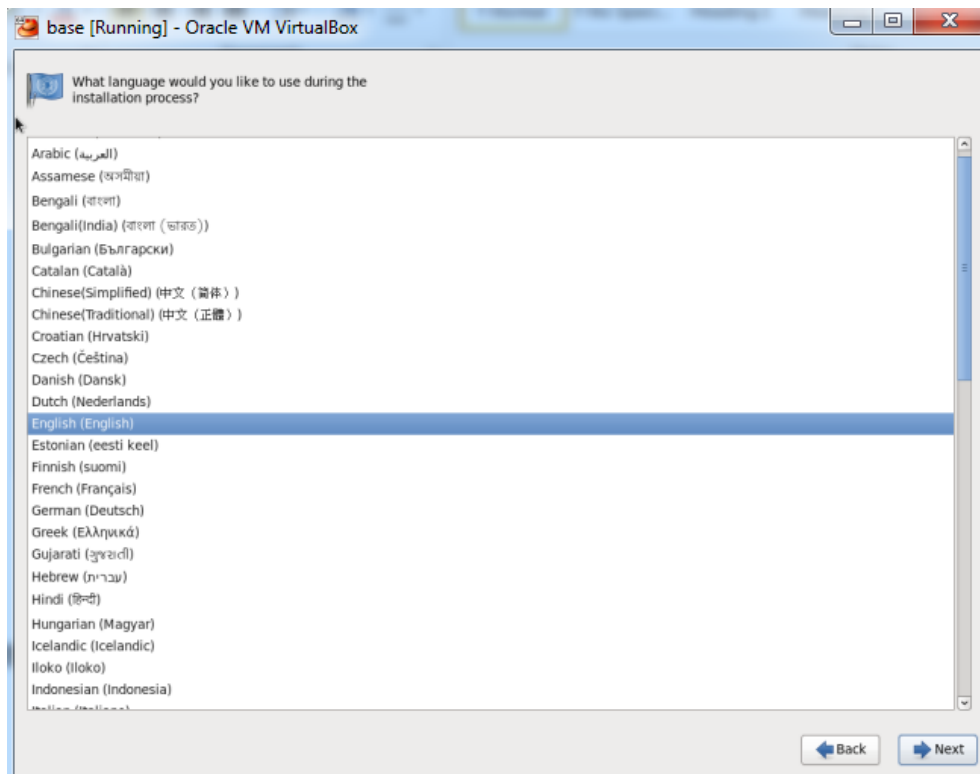 base [Running] - Oracle VM VirtualBox
What language would you like to use during the
installation process?
Arabic (العربية)
Assamese (অসমীয়া)
Bengali (বাংলা)
Bengali(India) (বাংলা (ভারত))
Bulgarian (Български)
Catalan (Català)
Chinese(Simplified) (中文（简体）)
Chinese(Traditional) (中文（正體）)
Croatian (Hrvatski)
Czech (Čeština)
Danish (Dansk)
Dutch (Nederlands)
English (English)
Estonian (eesti keel)
Finnish (suomi)
French (Français)
German (Deutsch)
Greek (Ελληνικά)
Gujarati (ગુજરાતી)
Hebrew (עברית)
Hindi (हिन्दी)
Hungarian (Magyar)
Icelandic (Icelandic)
Iloko (Iloko)
Indonesian (Indonesia)
Italian (Italiano)
Back
Next